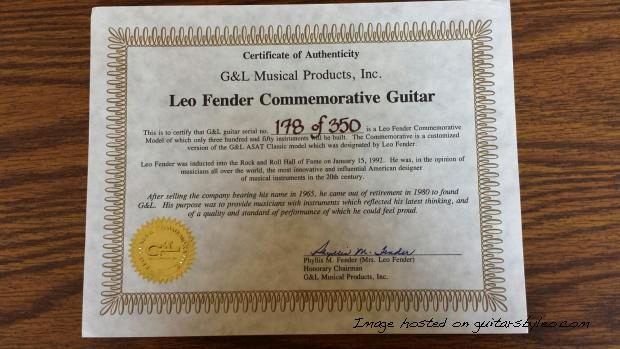 Certificate of Authenticity
G&L Musical Products, Inc.
Leo Fender Commemorative Guitar
This is to certify that G&L guitar serial no. 178 of 350 is a Leo Fender Commemorative
Model of which only three hundred and fifty instruments will be built. The Commemorative is a customized
version of the G&L ASAT Classic model which was designated by Leo Fender.
Leo Fender was inducted into the Rock and Roll Hall of Fame on January 15, 1992. He was, in the opinion of
musicians all over the world, the most innovative and influential American designer
of musical instruments in the 20th century.
After selling the company bearing his name in 1965, he came out of retirement in 1980 to found
G&L. His purpose was to provide musicians with instruments which reflected his latest thinking, and
of a quality and standard of performance of which he could feel proud.
Phyllis M. Fender
Phyllis M. Fender (Mrs. Leo Fender)
Honorary Chairman
G&L Musical Products, Inc.
Image hosted on guitarsbyleo.com